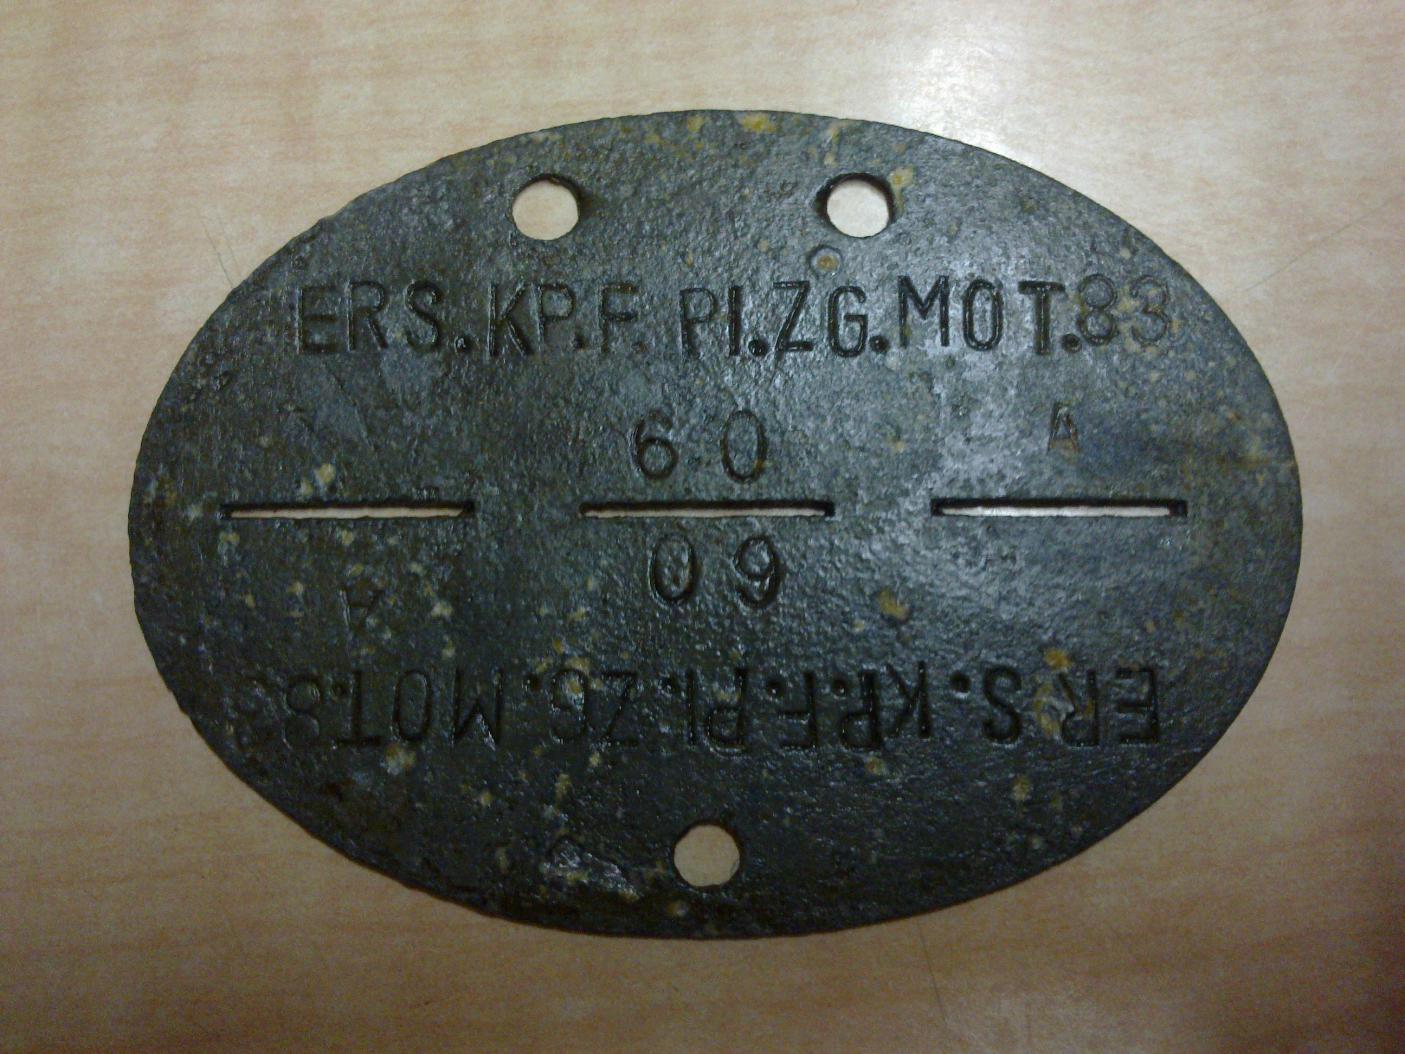 ERS.KP.F. PI.ZG.MOT.83
60 A
60 A
ERS.KP.F.PI.ZG.MOT.8